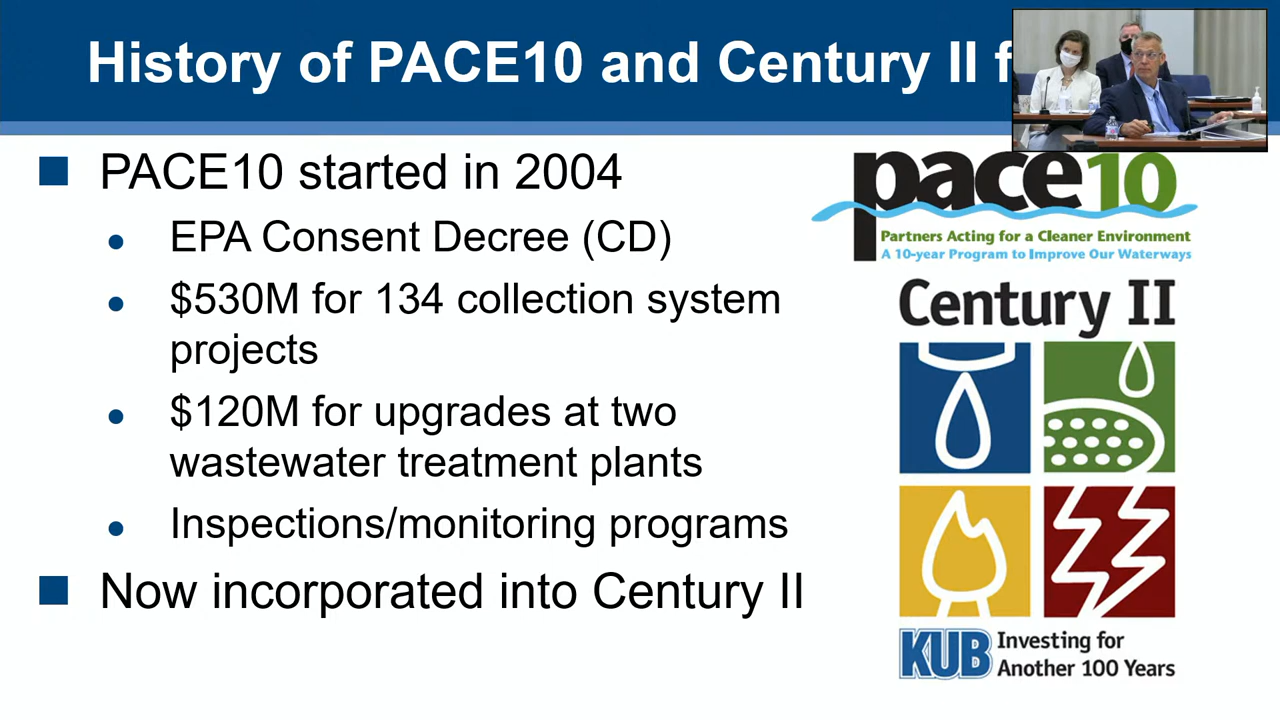 History of PACE10 and Century II
PACE10 started in 2004
EPA Consent Decree (CD)
$530M for 134 collection system
projects
$120M for upgrades at two
wastewater treatment plants
Inspections/monitoring programs
Now incorporated into Century II
pace10
Partners Acting for a Cleaner Environment
A 10-year Program to Improve Our Waterways
Century II
KUB Investing for
Another 100 Years